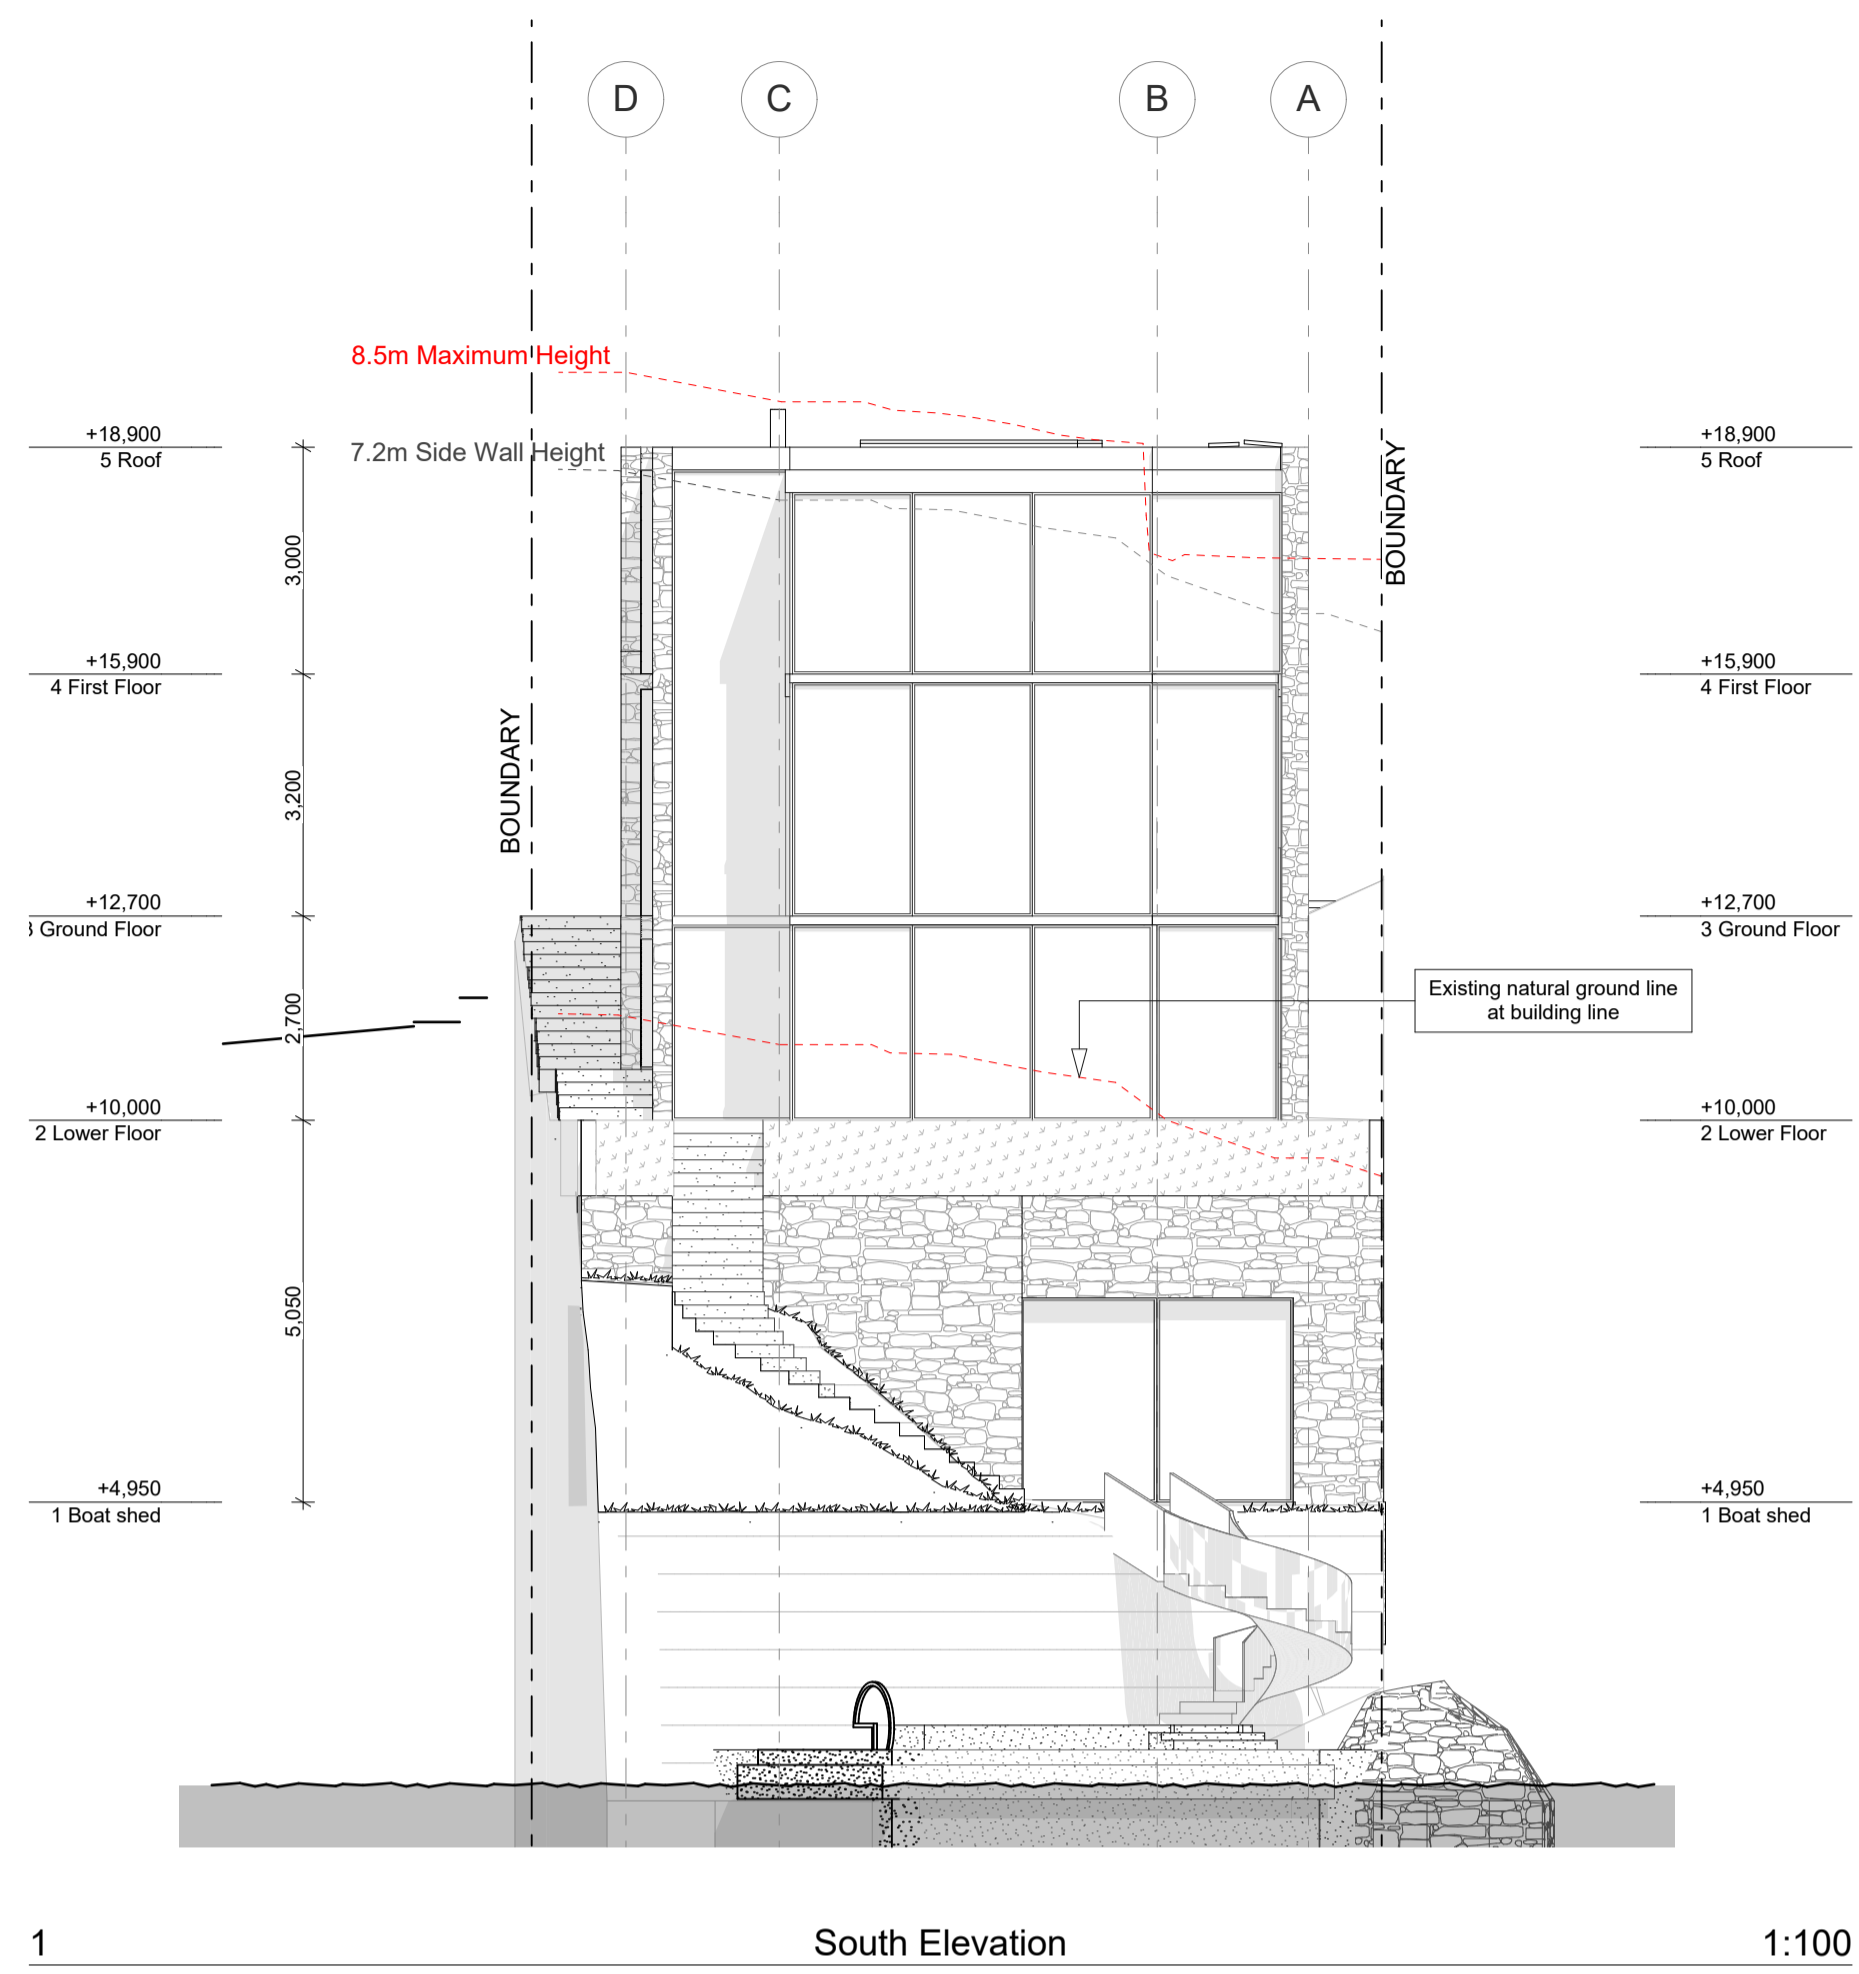 D
C
B
A
8.5m Maximum Height
+18,900
5 Roof
7.2m Side Wall Height
+18,900
5 Roof
BOUNDARY
3,000
+15,900
4 First Floor
+15,900
4 First Floor
BOUNDARY
3,200
+12,700
3 Ground Floor
+12,700
3 Ground Floor
Existing natural ground line
at building line
2,700
+10,000
2 Lower Floor
+10,000
2 Lower Floor
5,050
+4,950
1 Boat shed
+4,950
1 Boat shed
1
South Elevation
1:100